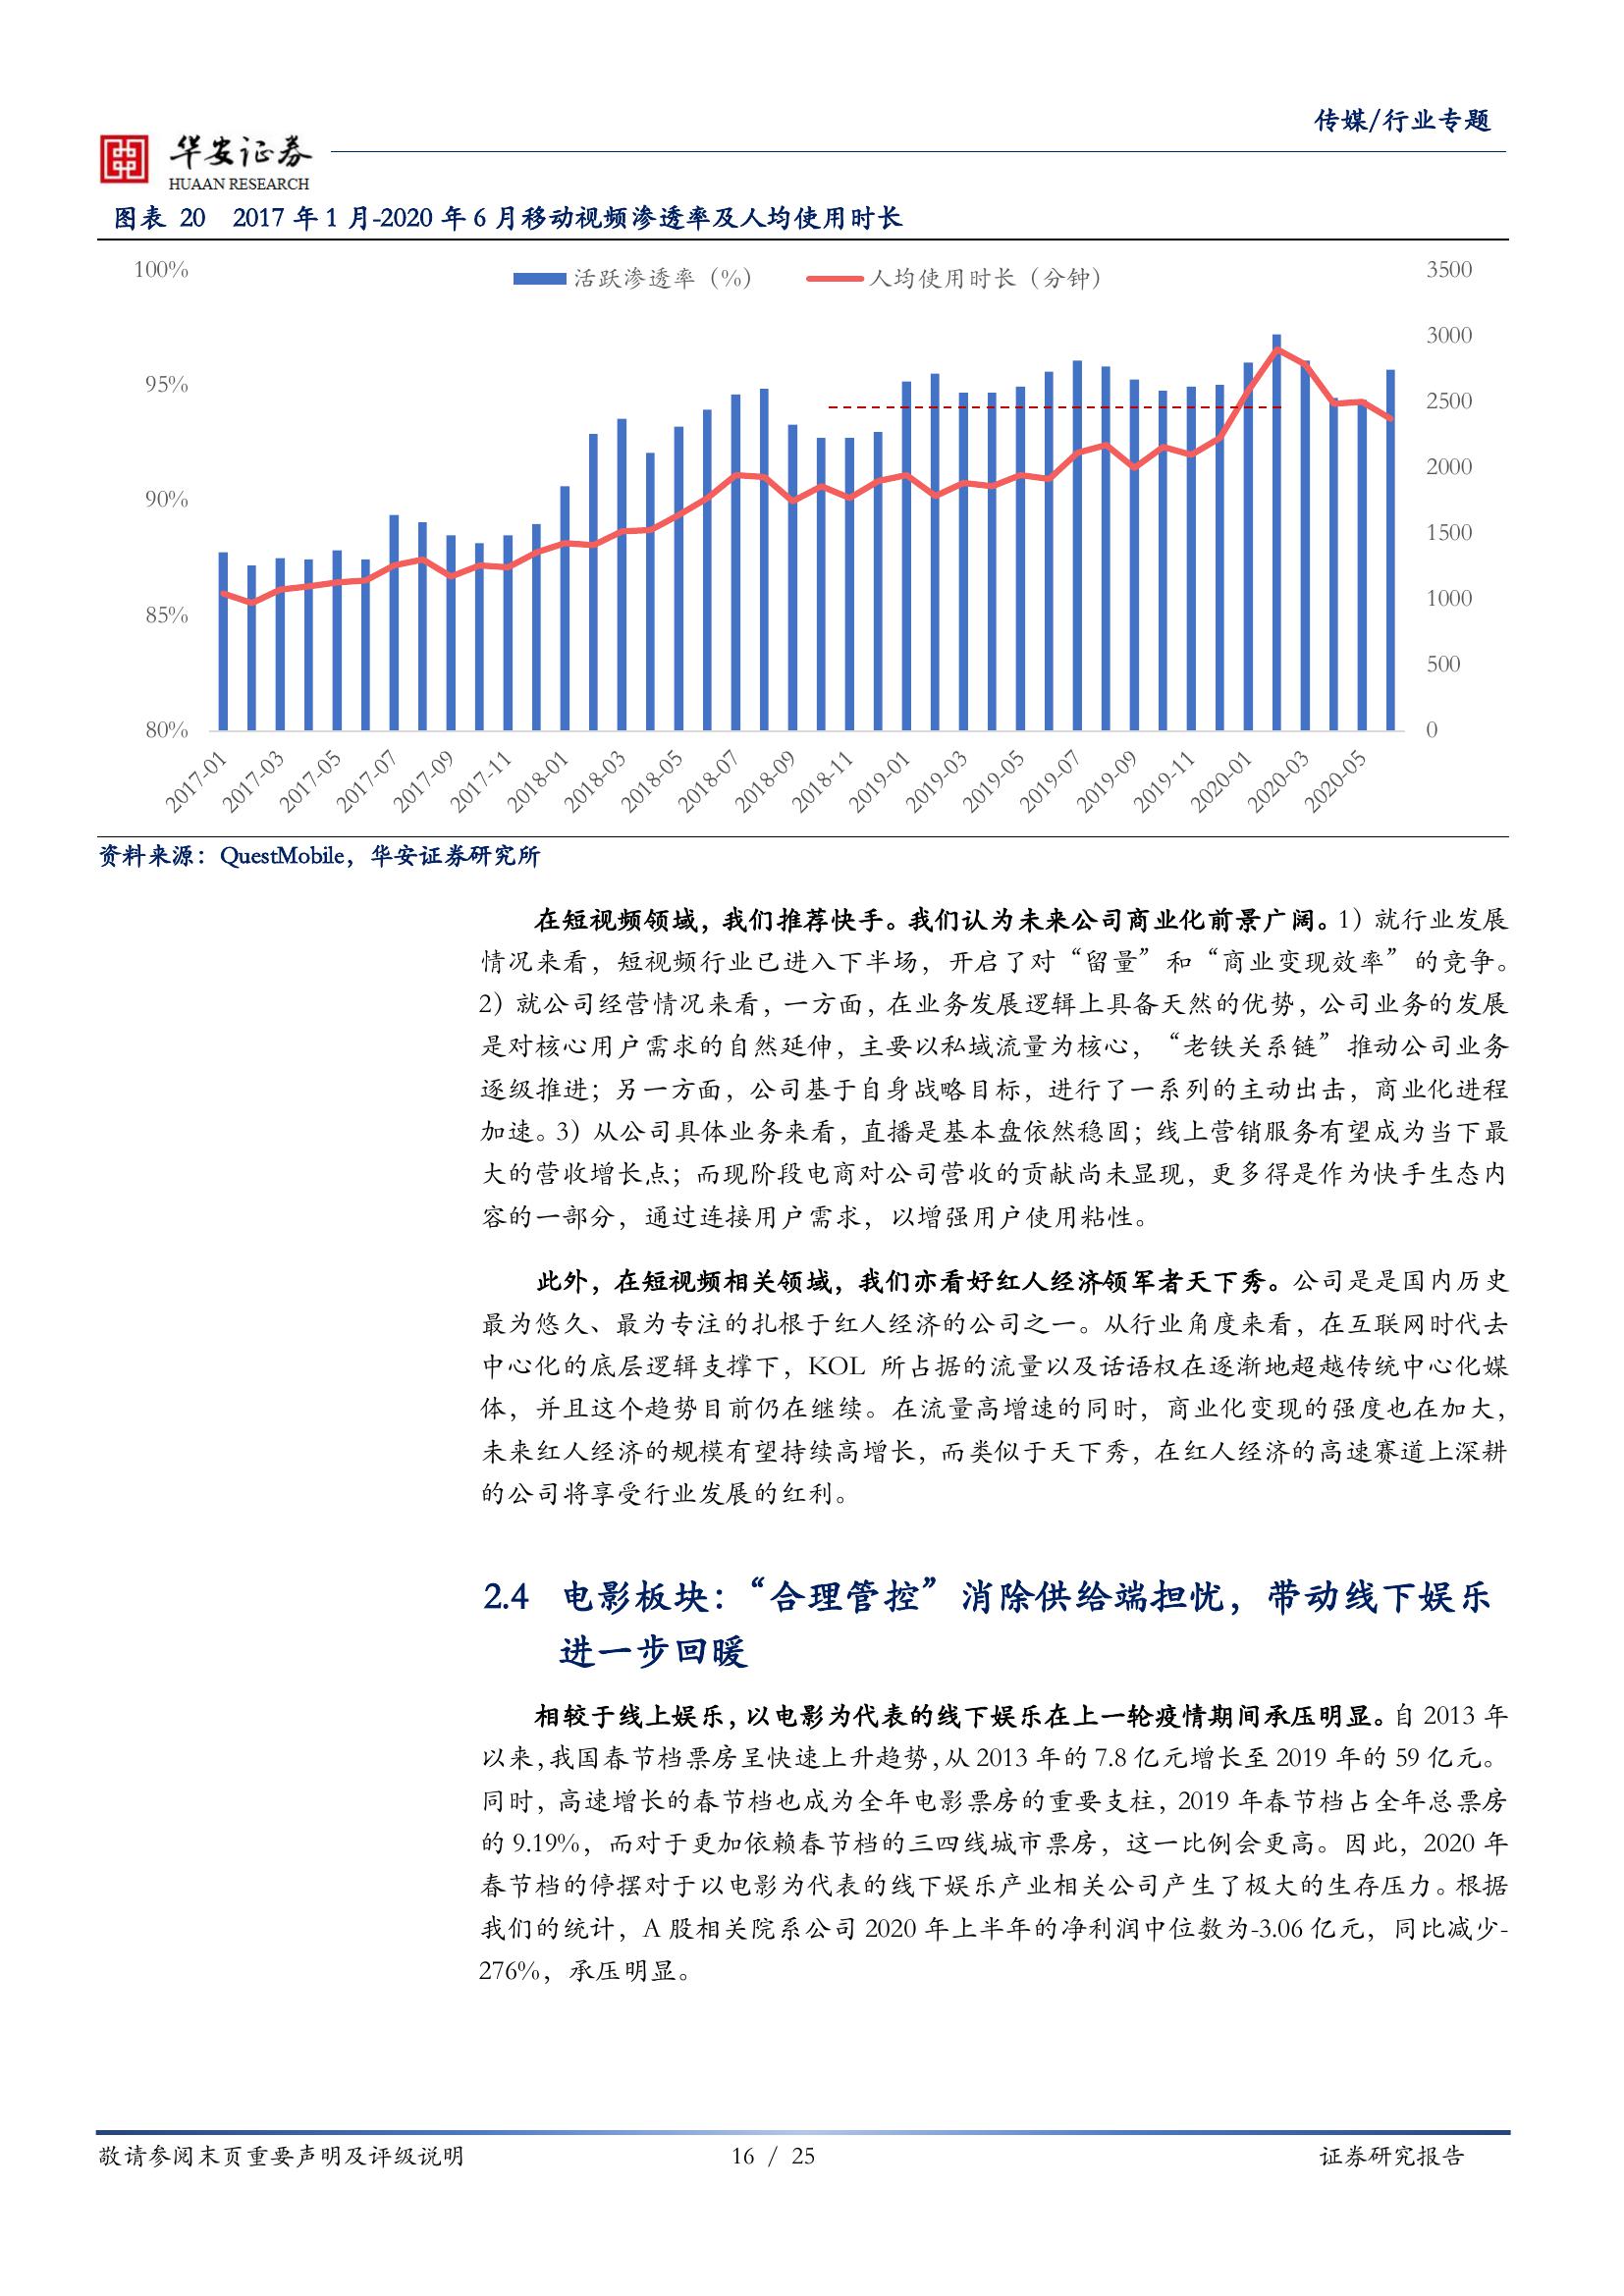 传媒/行业专题
华安证券
HUAAN RESEARCH
图表 20 2017 年 1 月-2020 年 6 月移动视频渗透率及人均使用时长
活跃渗透率（%） 人均使用时长（分钟）
100%
95%
90%
85%
80%
3500
3000
2500
2000
1500
1000
500
0
2017-01 2017-03 2017-05 2017-07 2017-09 2017-11 2018-01 2018-03 2018-05 2018-07 2018-09 2018-11 2019-01 2019-03 2019-05 2019-07 2019-09 2019-11 2020-01 2020-03 2020-05
资料来源：QuestMobile，华安证券研究所
在短视频领域，我们推荐快手。我们认为未来公司商业化前景广阔。1）就行业发展
情况来看，短视频行业已进入下半场，开启了对“留量”和“商业变现效率”的竞争。
2）就公司经营情况来看，一方面，在业务发展逻辑上具备天然的优势，公司业务的发展
是对核心用户需求的自然延伸，主要以私域流量为核心，“老铁关系链”推动公司业务
逐级推进；另一方面，公司基于自身战略目标，进行了一系列的主动出击，商业化进程
加速。3）从公司具体业务来看，直播是基本盘依然稳固；线上营销服务有望成为当下最
大的营收增长点；而现阶段电商对公司营收的贡献尚未显现，更多得是作为快手生态内
容的一部分，通过连接用户需求，以增强用户使用粘性。
此外，在短视频相关领域，我们亦看好红人经济领军者天下秀。公司是是国内历史
最为悠久、最为专注的扎根于红人经济的公司之一。从行业角度来看，在互联网时代去
中心化的底层逻辑支撑下，KOL 所占据的流量以及话语权在逐渐地超越传统中心化媒
体，并且这个趋势目前仍在继续。在流量高增速的同时，商业化变现的强度也在加大，
未来红人经济的规模有望持续高增长，而类似于天下秀，在红人经济的高速赛道上深耕
的公司将享受行业发展的红利。
2.4 电影板块：“合理管控”消除供给端担忧，带动线下娱乐
进一步回暖
相较于线上娱乐，以电影为代表的线下娱乐在上一轮疫情期间承压明显。自 2013 年
以来，我国春节档票房呈快速上升趋势，从 2013 年的 7.8 亿元增长至 2019 年的 59 亿元。
同时，高速增长的春节档也成为全年电影票房的重要支柱，2019 年春节档占全年总票房
的 9.19%，而对于更加依赖春节档的三四线城市票房，这一比例会更高。因此，2020 年
春节档的停摆对于以电影为代表的线下娱乐产业相关公司产生了极大的生存压力。根据
我们的统计，A 股相关院系公司 2020 年上半年的净利润中位数为-3.06 亿元，同比减少-
276%，承压明显。
敬请参阅末页重要声明及评级说明 16 / 25 证券研究报告